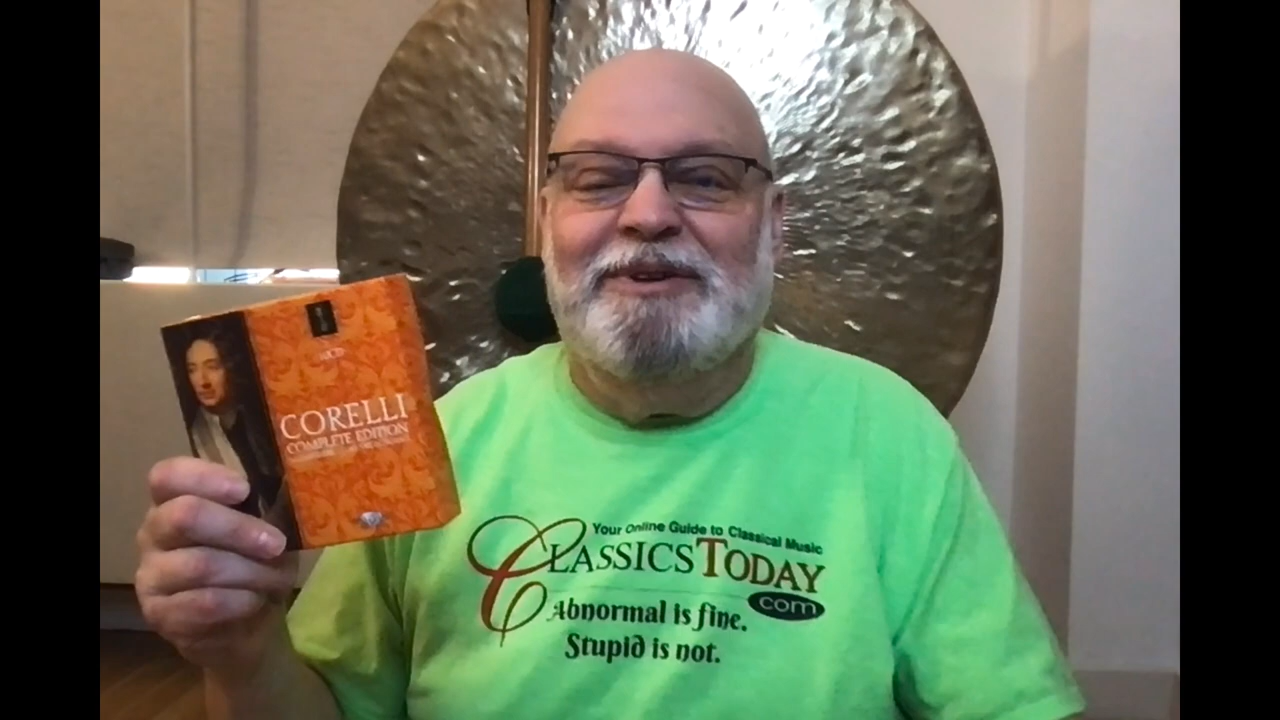 CORELLI
COMPLETE EDITION
Your Online Guide to Classical Music
CLASSICSTODAY
com
Abnormal is fine.
Stupid is not.